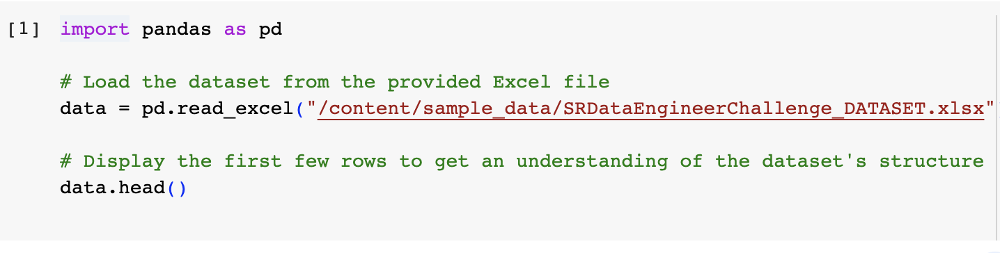 [1] import pandas as pd
# Load the dataset from the provided Excel file
data = pd.read_excel("/content/sample_data/SRDataEngineerChallenge_DATASET.xlsx"
# Display the first few rows to get an understanding of the dataset's structure
data.head()